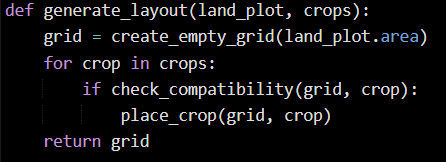 def generate_layout(land_plot, crops):
    grid = create_empty_grid(land_plot.area)
    for crop in crops:
        if check_compatibility(grid, crop):
            place_crop(grid, crop)
    return grid